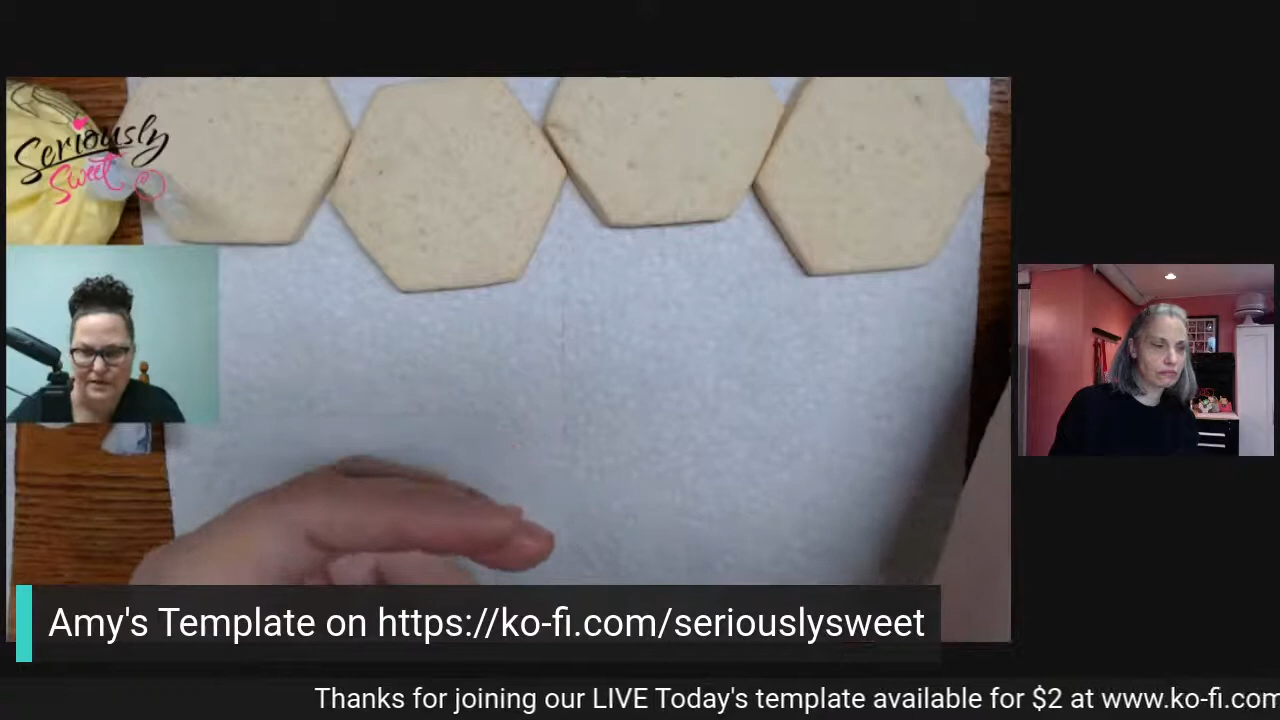 Seriously
Sweet
Amy's Template on https://ko-fi.com/seriouslysweet
Thanks for joining our LIVE Today's template available for $2 at www.ko-fi.com